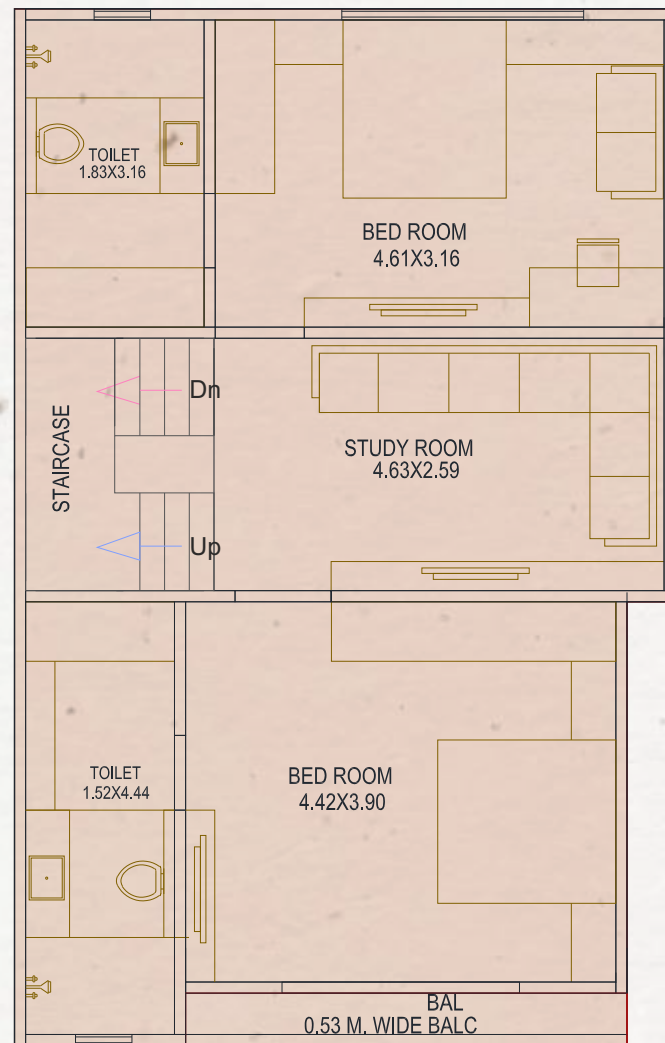 TOILET
1.83X3.16
BED ROOM
4.61X3.16
Dn
STAIRCASE
STUDY ROOM
4.63X2.59
Up
TOILET
1.52X4.44
BED ROOM
4.42X3.90
BAL
0.53 M. WIDE BALC